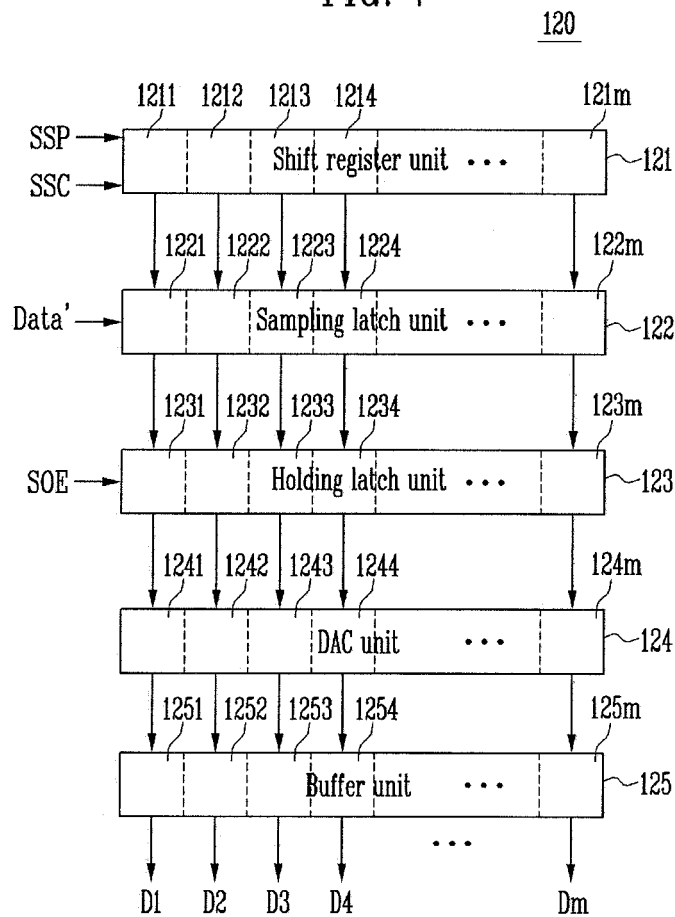 120
1211 1212 1213 1214 121m
SSP
Shift register unit ••• 121
SSC
1221 1222 1223 1224 122m
Data' Sampling latch unit ••• 122
1231 1232 1233 1234 123m
SOE Holding latch unit ••• 123
1241 1242 1243 1244 124m
DAC unit ••• 124
1251 1252 1253 1254 125m
Buffer unit ••• 125
•••
D1 D2 D3 D4 Dm